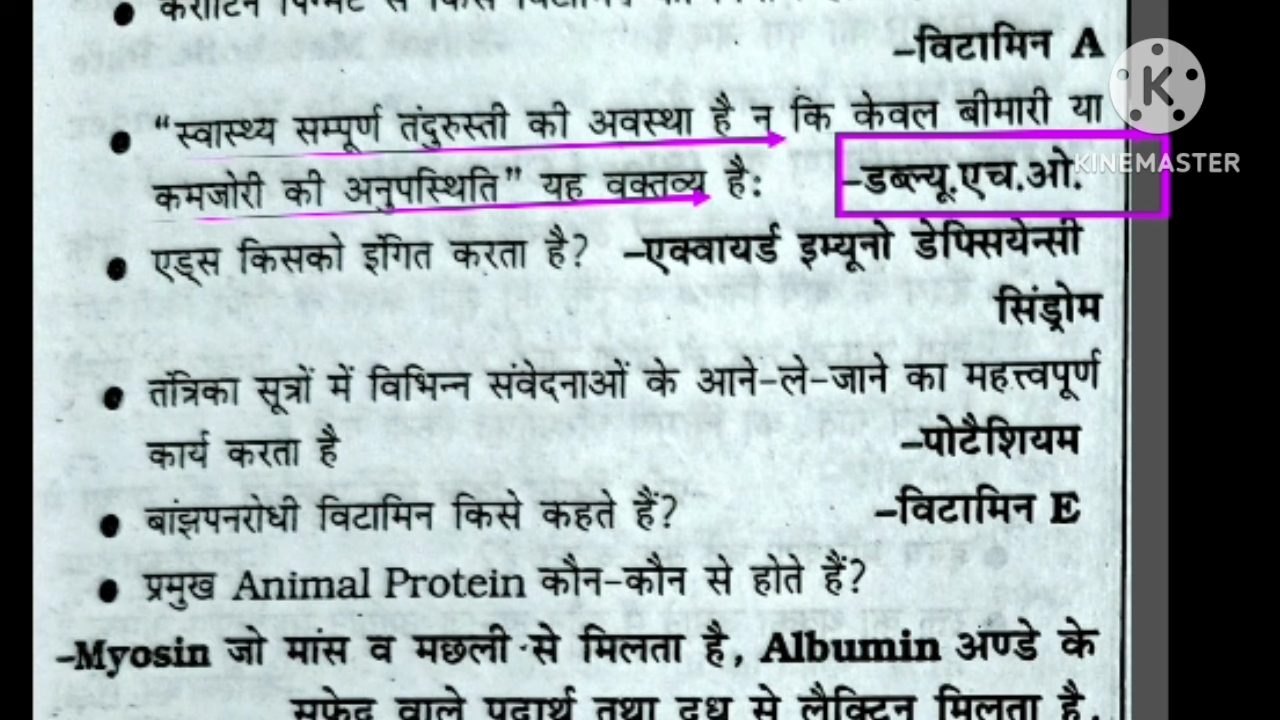 कैरोटिन पिग्मेंट से किस विटामिन
–विटामिन A
"स्वास्थ्य सम्पूर्ण तंदुरुस्ती की अवस्था है न कि केवल बीमारी या
कमजोरी की अनुपस्थिति" यह वक्तव्य है: –डब्ल्यू.एच.ओ.
KINEMASTER
एड्स किसको इंगित करता है? –एक्वायर्ड इम्यूनो डेफ्सियेन्सी
सिंड्रोम
तंत्रिका सूत्रों में विभिन्न संवेदनाओं के आने-ले-जाने का महत्त्वपूर्ण
कार्य करता है –पोटैशियम
बांझपनरोधी विटामिन किसे कहते हैं? –विटामिन E
प्रमुख Animal Protein कौन-कौन से होते हैं?
–Myosin जो मांस व मछली से मिलता है, Albumin अण्डे के
सफेद वाले पदार्थ तथा दूध से लैक्टिन मिलता है.